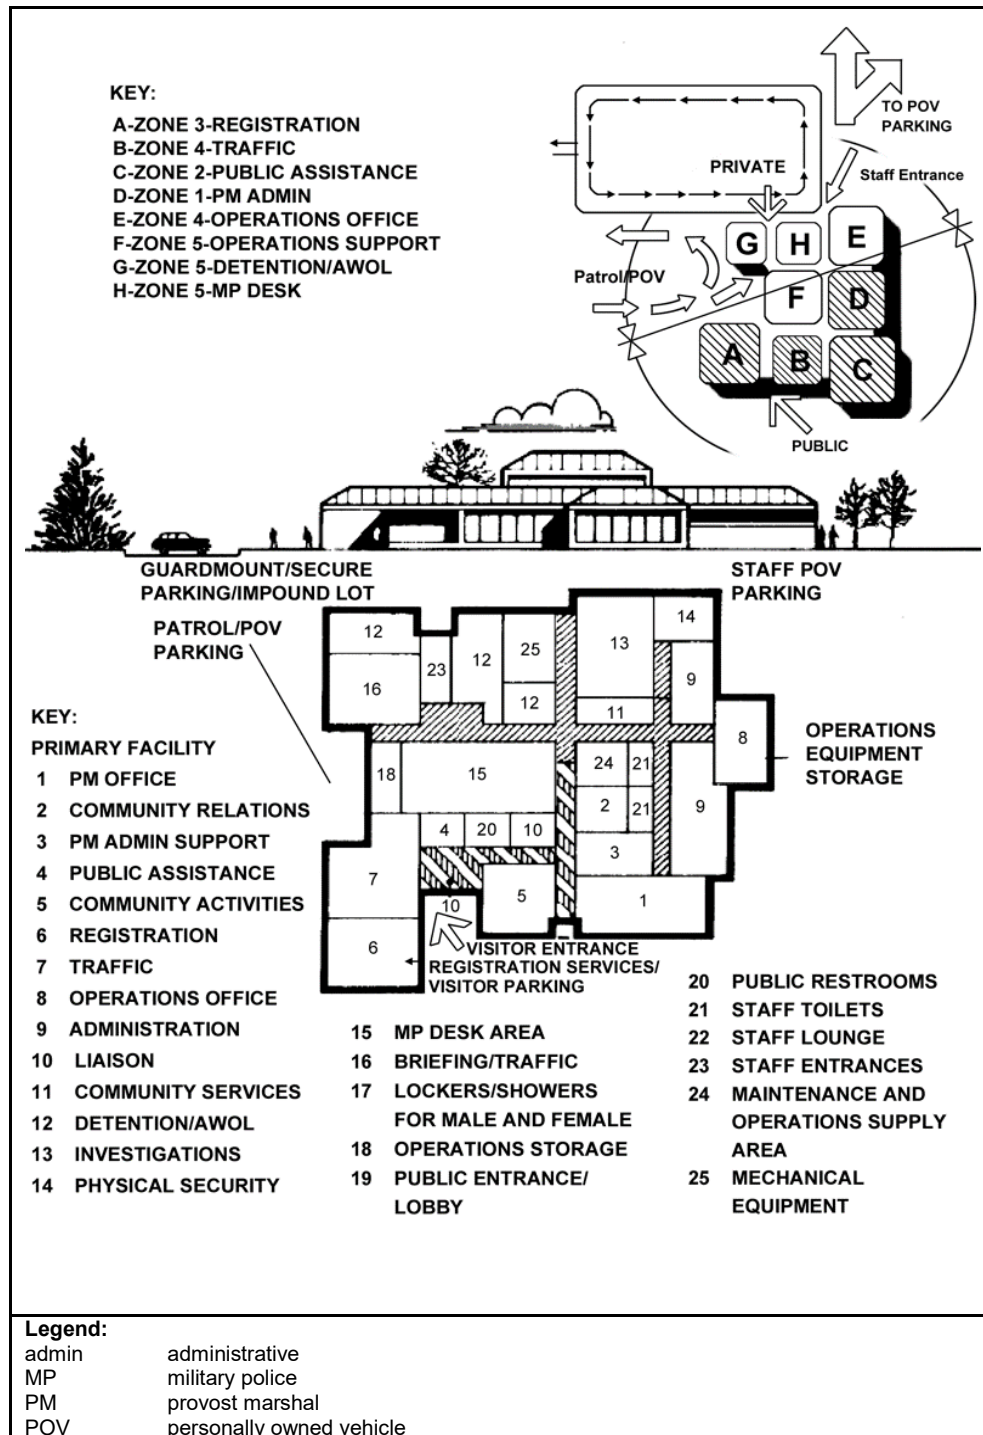 KEY:
A-ZONE 3-REGISTRATION
B-ZONE 4-TRAFFIC
C-ZONE 2-PUBLIC ASSISTANCE
D-ZONE 1-PM ADMIN
E-ZONE 4-OPERATIONS OFFICE
F-ZONE 5-OPERATIONS SUPPORT
G-ZONE 5-DETENTION/AWOL
H-ZONE 5-MP DESK
TO POV
PARKING
PRIVATE
Staff Entrance
G H E
Patrol/POV
F D
A B C
PUBLIC
GUARDMOUNT/SECURE
PARKING/IMPOUND LOT
STAFF POV
PARKING
PATROL/POV
PARKING
12 25 13 14
23 12 9
16 12 11
8
OPERATIONS
EQUIPMENT
STORAGE
18 15 24 21
2 21 9
4 20 10
3
7 5 1
10
6
VISITOR ENTRANCE
REGISTRATION SERVICES/
VISITOR PARKING
KEY:
PRIMARY FACILITY
1 PM OFFICE
2 COMMUNITY RELATIONS
3 PM ADMIN SUPPORT
4 PUBLIC ASSISTANCE
5 COMMUNITY ACTIVITIES
6 REGISTRATION
7 TRAFFIC
8 OPERATIONS OFFICE
9 ADMINISTRATION
10 LIAISON
11 COMMUNITY SERVICES
12 DETENTION/AWOL
13 INVESTIGATIONS
14 PHYSICAL SECURITY
15 MP DESK AREA
16 BRIEFING/TRAFFIC
17 LOCKERS/SHOWERS
FOR MALE AND FEMALE
18 OPERATIONS STORAGE
19 PUBLIC ENTRANCE/
LOBBY
20 PUBLIC RESTROOMS
21 STAFF TOILETS
22 STAFF LOUNGE
23 STAFF ENTRANCES
24 MAINTENANCE AND
OPERATIONS SUPPLY
AREA
25 MECHANICAL
EQUIPMENT
Legend:
admin administrative
MP military police
PM provost marshal
POV personally owned vehicle